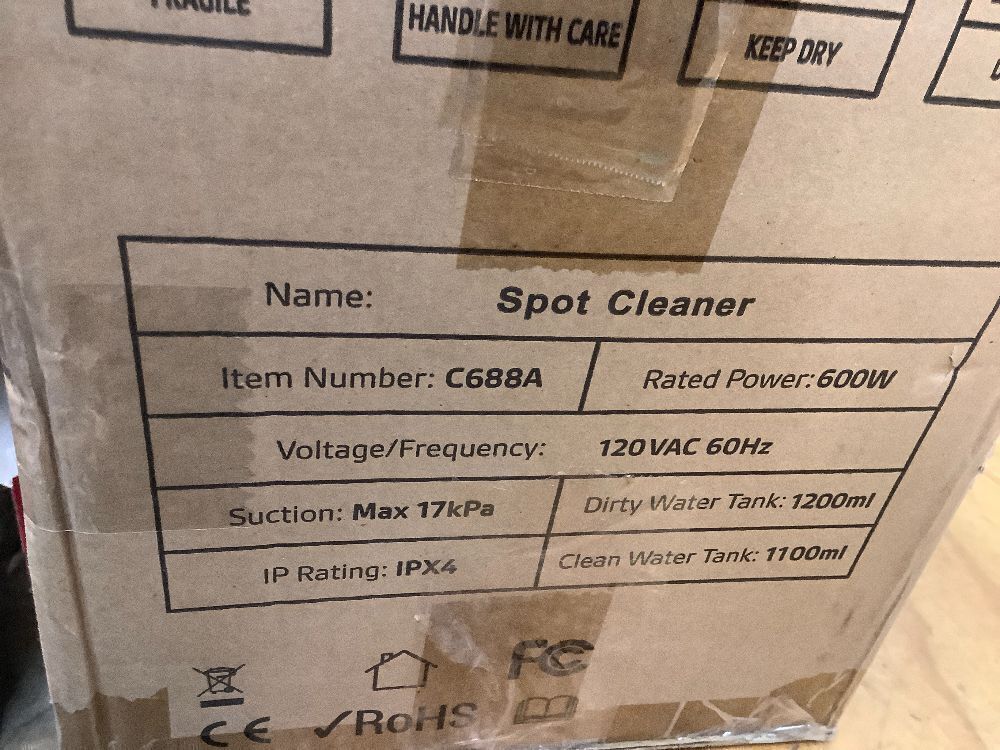 FRAGILE
HANDLE WITH CARE
KEEP DRY
Name: Spot Cleaner
Item Number: C688A
Rated Power: 600W
Voltage/Frequency: 120VAC 60Hz
Suction: Max 17kPa
Dirty Water Tank: 1200ml
IP Rating: IPX4
Clean Water Tank: 1100ml
FC
CE
✓RoHS